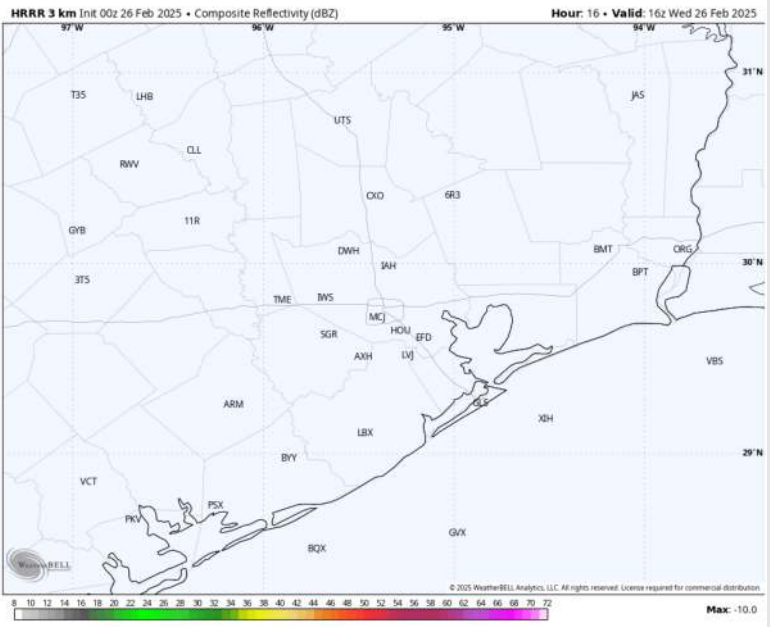 HRRR 3 km Init 00z 26 Feb 2025 • Composite Reflectivity (dBZ) Hour: 16 • Valid: 16z Wed 26 Feb 2025
97°W 96°W 95°W 94°W
31°N
T35 LHB JAS
UTS
CLL
RWV
CXO 6R3
11R
GYB
DWH BMT ORG
IAH 30°N
3T5 BPT
TME IWS
MCJ
SGR HOU EFD
AXH LVJ VBS
ARM GLS
XIH
LBX
29°N
BYY
VCT
PSX
PKV
GVX
BQX
WeatherBELL
© 2025 WeatherBELL Analytics, LLC. All rights reserved. License required for commercial distribution.
8 10 12 14 16 18 20 22 24 26 28 30 32 34 36 38 40 42 44 46 48 50 52 54 56 58 60 62 64 66 68 70 72 Max: -10.0